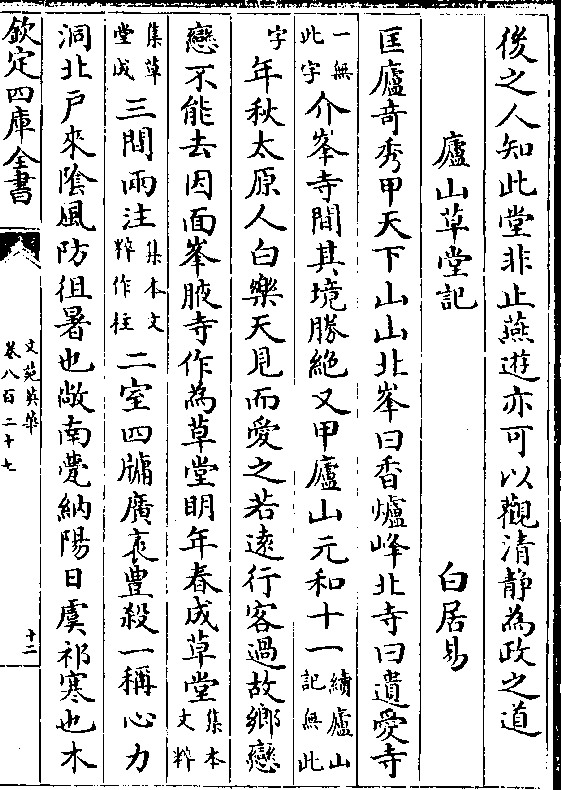 後之人知此堂非止燕遊亦可以觀清静為政之道
廬山草堂記 白居易
匡廬奇秀甲天下山山北峯曰香爐峰北寺曰遺愛寺
一無此字介峯寺間其境勝絶又甲廬山元和十一續廬山記無此
字年秋太原人白樂天見而愛之若遠行客過故鄉戀
戀不能去因面峯腋寺作為草堂明年春成草堂集本文粹
集草堂成三間兩注集本文粹作柱二室四牖廣袤豊殺一稱心力
洞北戸來隂風防徂暑也敞南甍納陽日虞祁寒也木
欽定四庫全書
文苑英華
卷八百二十七
十二